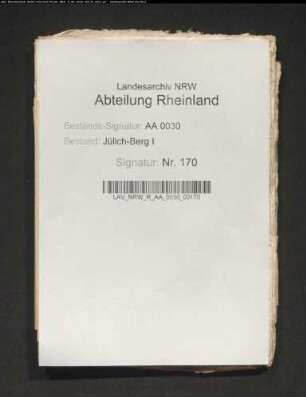 Landesarchiv NRW
Abteilung Rheinland
Bestands-Signatur: AA 0030
Bestand: Jülich-Berg I
Signatur: Nr. 170
LAV_NRW_R_AA_0030_00170